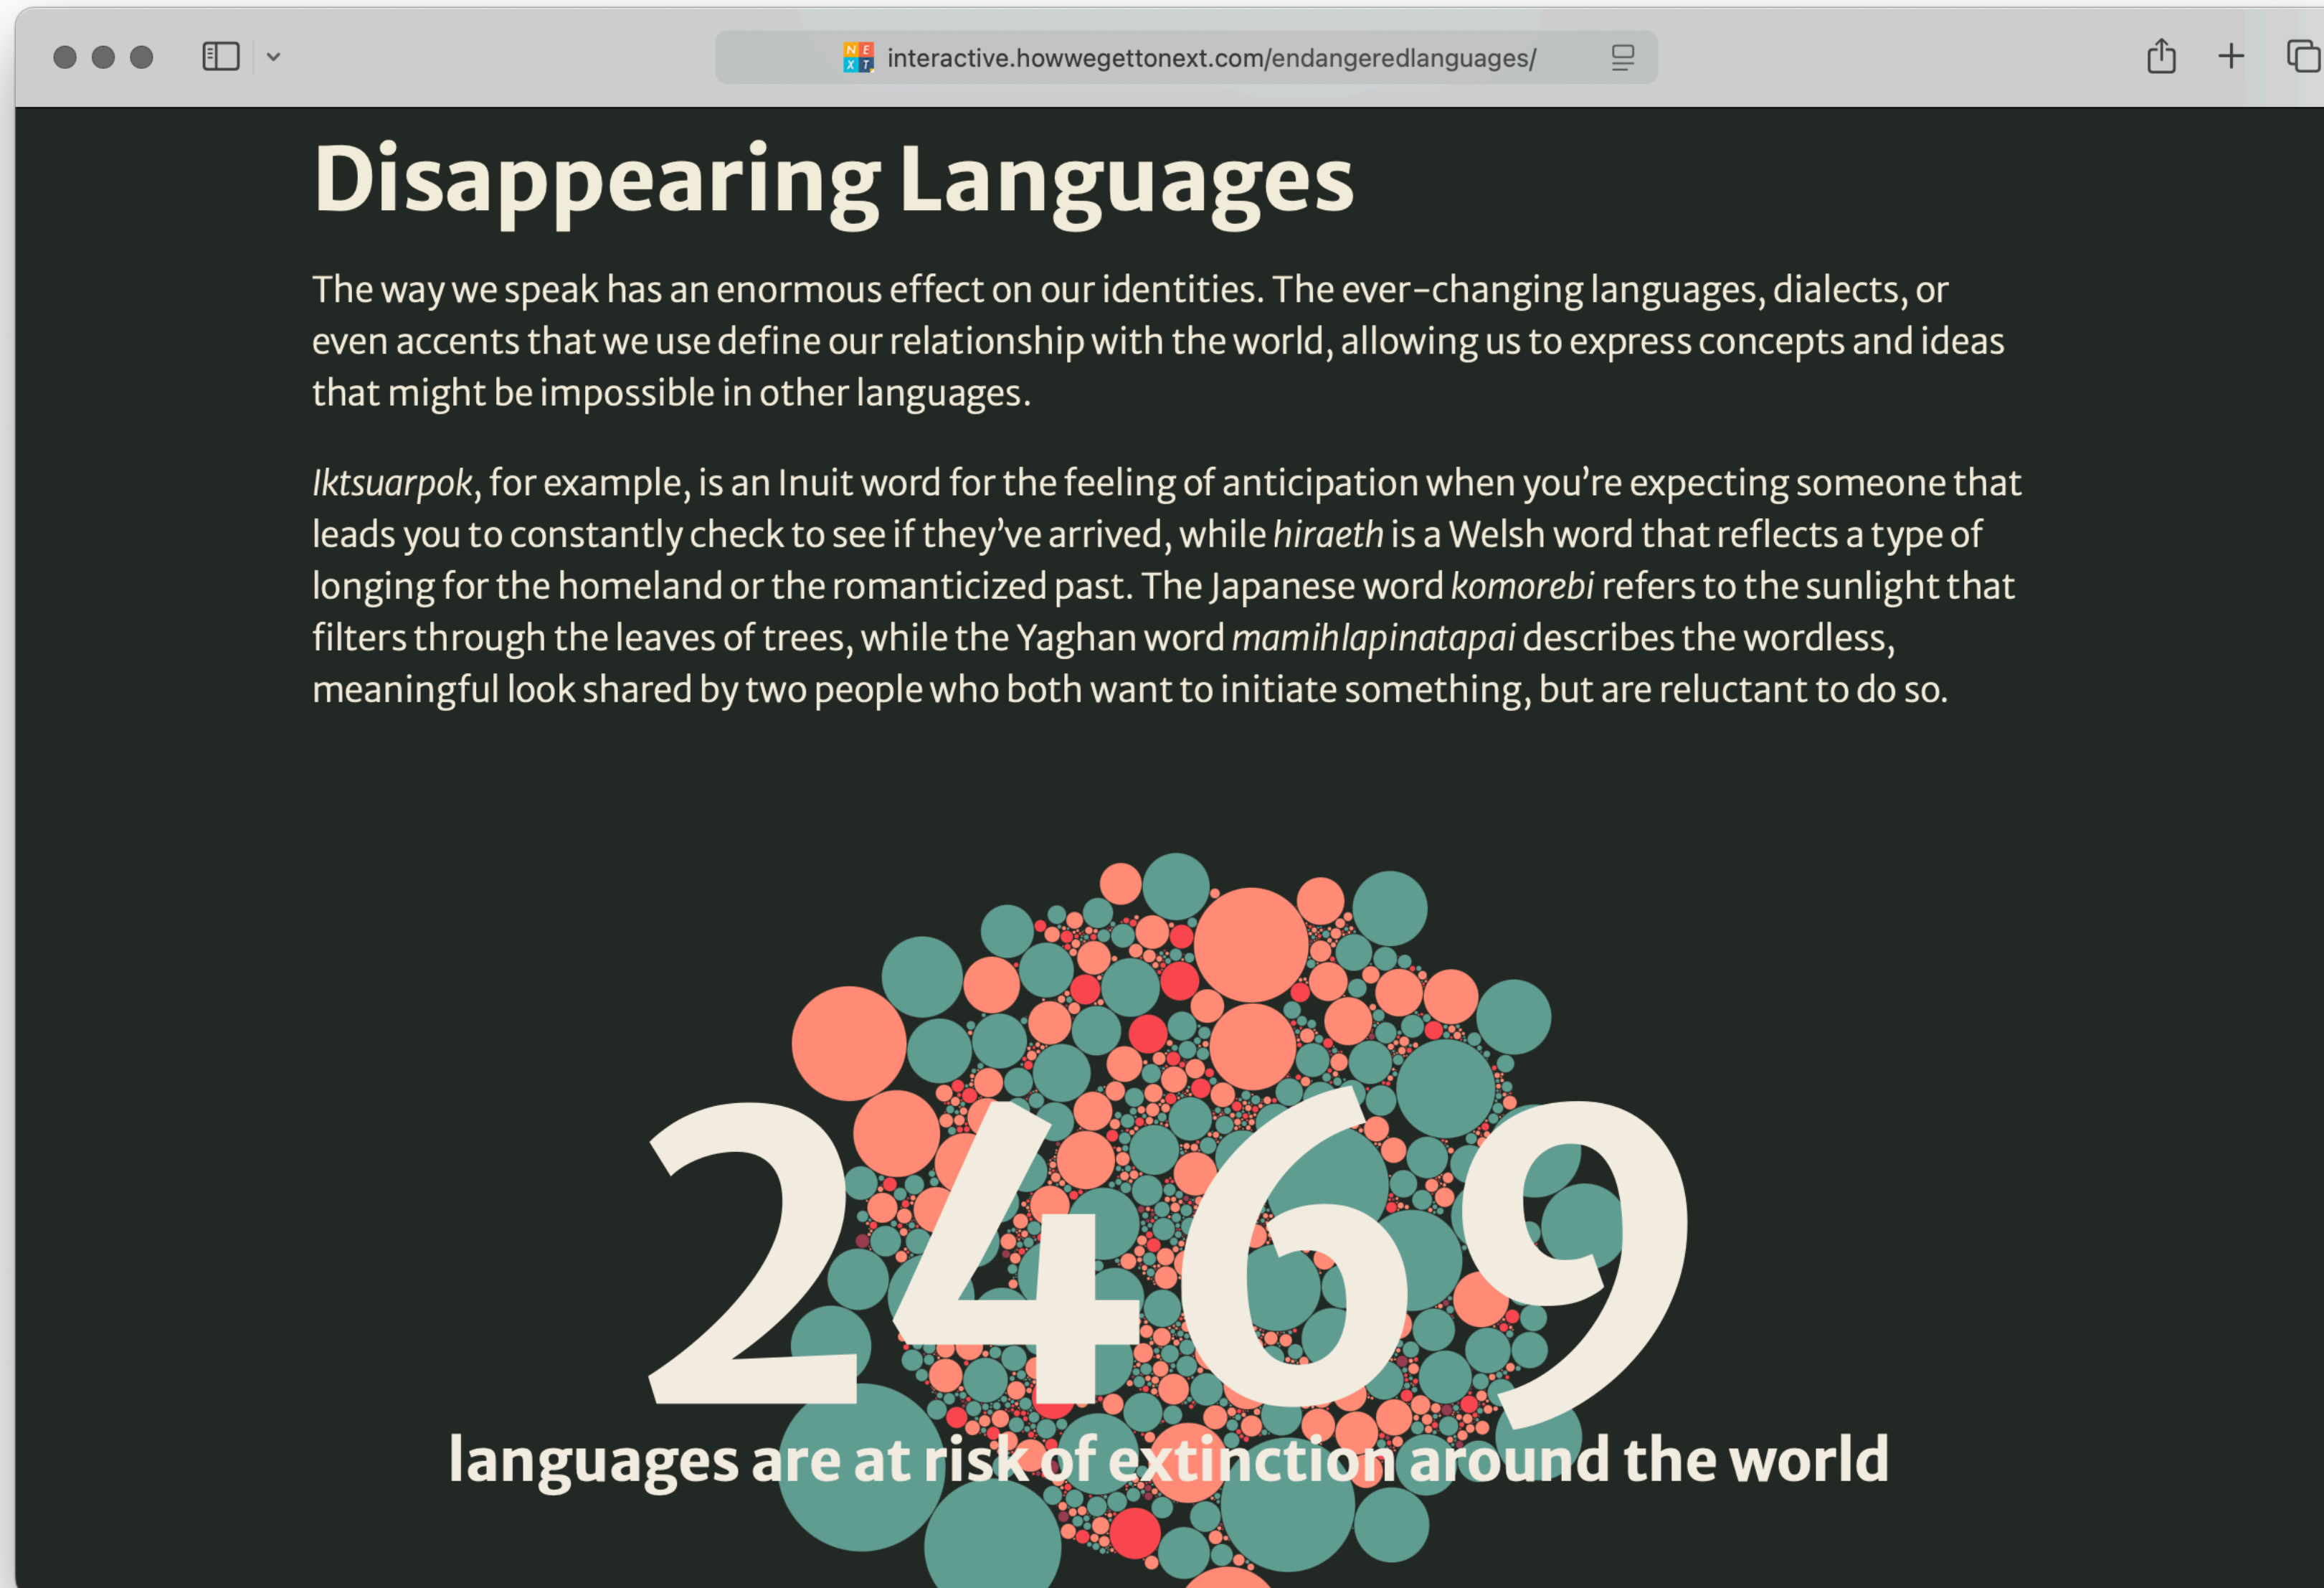 NE
XT
interactive.howwegettonext.com/endangeredlanguages/
Disappearing Languages
The way we speak has an enormous effect on our identities. The ever-changing languages, dialects, or
even accents that we use define our relationship with the world, allowing us to express concepts and ideas
that might be impossible in other languages.
Iktsuarpok, for example, is an Inuit word for the feeling of anticipation when you’re expecting someone that
leads you to constantly check to see if they’ve arrived, while hiraeth is a Welsh word that reflects a type of
longing for the homeland or the romanticized past. The Japanese word komorebi refers to the sunlight that
filters through the leaves of trees, while the Yaghan word mamihlapinatapai describes the wordless,
meaningful look shared by two people who both want to initiate something, but are reluctant to do so.
2469
languages are at risk of extinction around the world